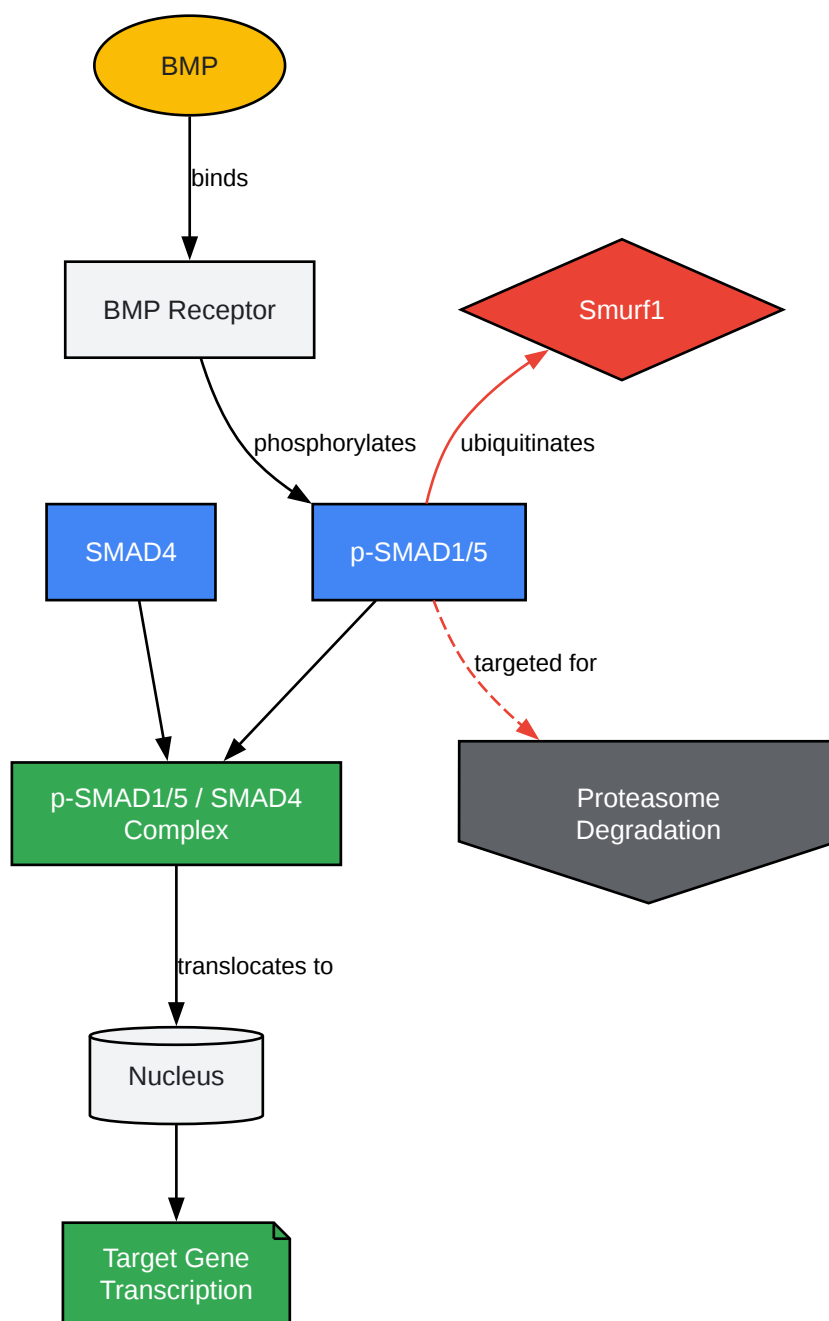 BMP
binds
Smurf1
BMP Receptor
phosphorylates
ubiquitinates
SMAD4
p-SMAD1/5
targeted for
p-SMAD1/5 / SMAD4
Complex
Proteasome
Degradation
translocates to
Nucleus
Target Gene
Transcription